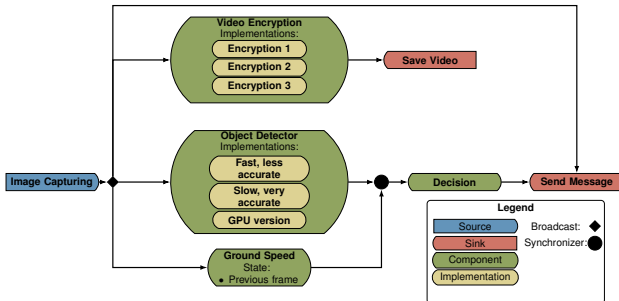 Video Encryption
Implementations:
Encryption 1
Encryption 2
Encryption 3
Save Video
Object Detector
Implementations:
Fast, less
accurate
Slow, very
accurate
GPU version
Image Capturing
Decision
Send Message
Ground Speed
State:
• Previous frame
Legend
Source
Sink
Component
Implementation
Broadcast:
Synchronizer: